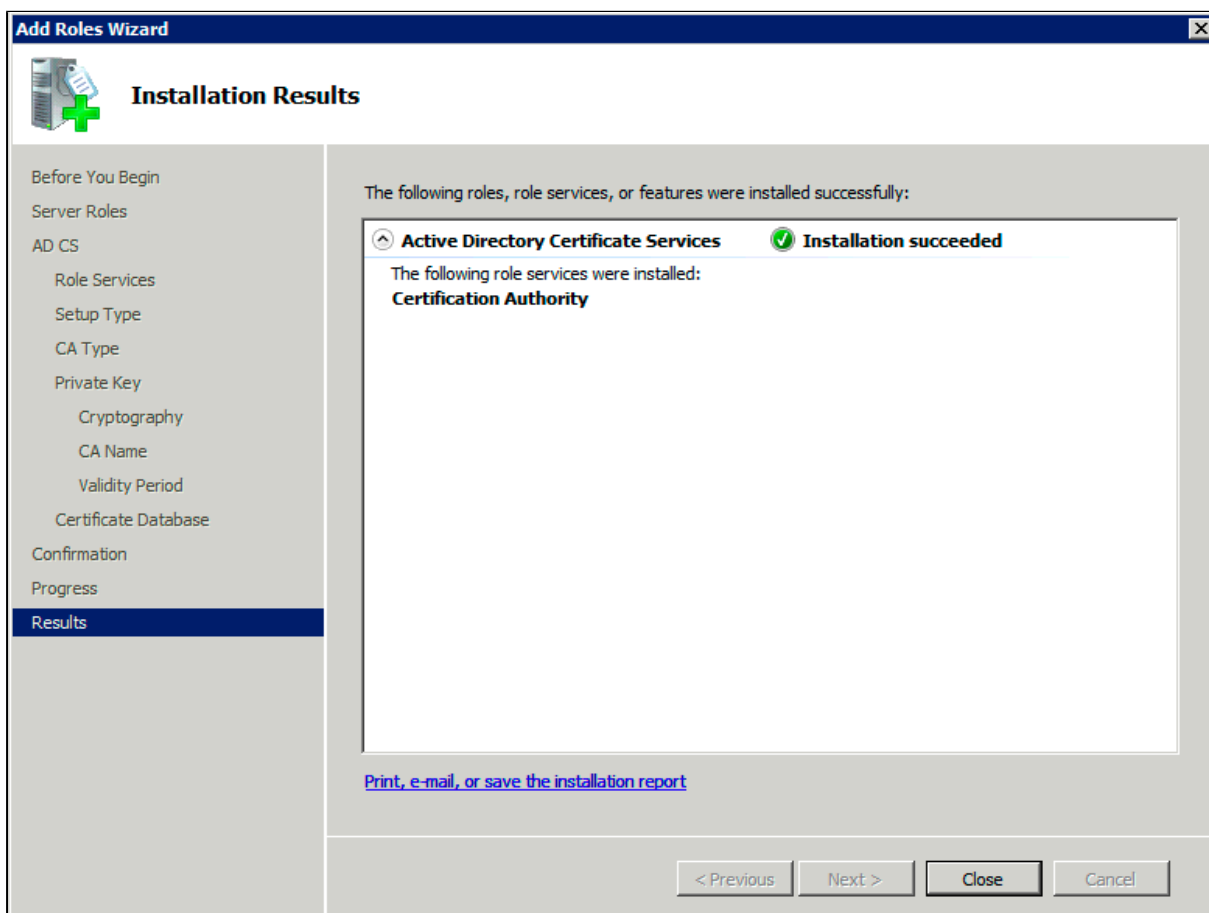 Add Roles Wizard
Installation Results
Before You Begin
Server Roles
AD CS
Role Services
Setup Type
CA Type
Private Key
Cryptography
CA Name
Validity Period
Certificate Database
Confirmation
Progress
Results
The following roles, role services, or features were installed successfully:
Active Directory Certificate Services Installation succeeded
The following role services were installed:
Certification Authority
Print, e-mail, or save the installation report
< Previous Next > Close Cancel